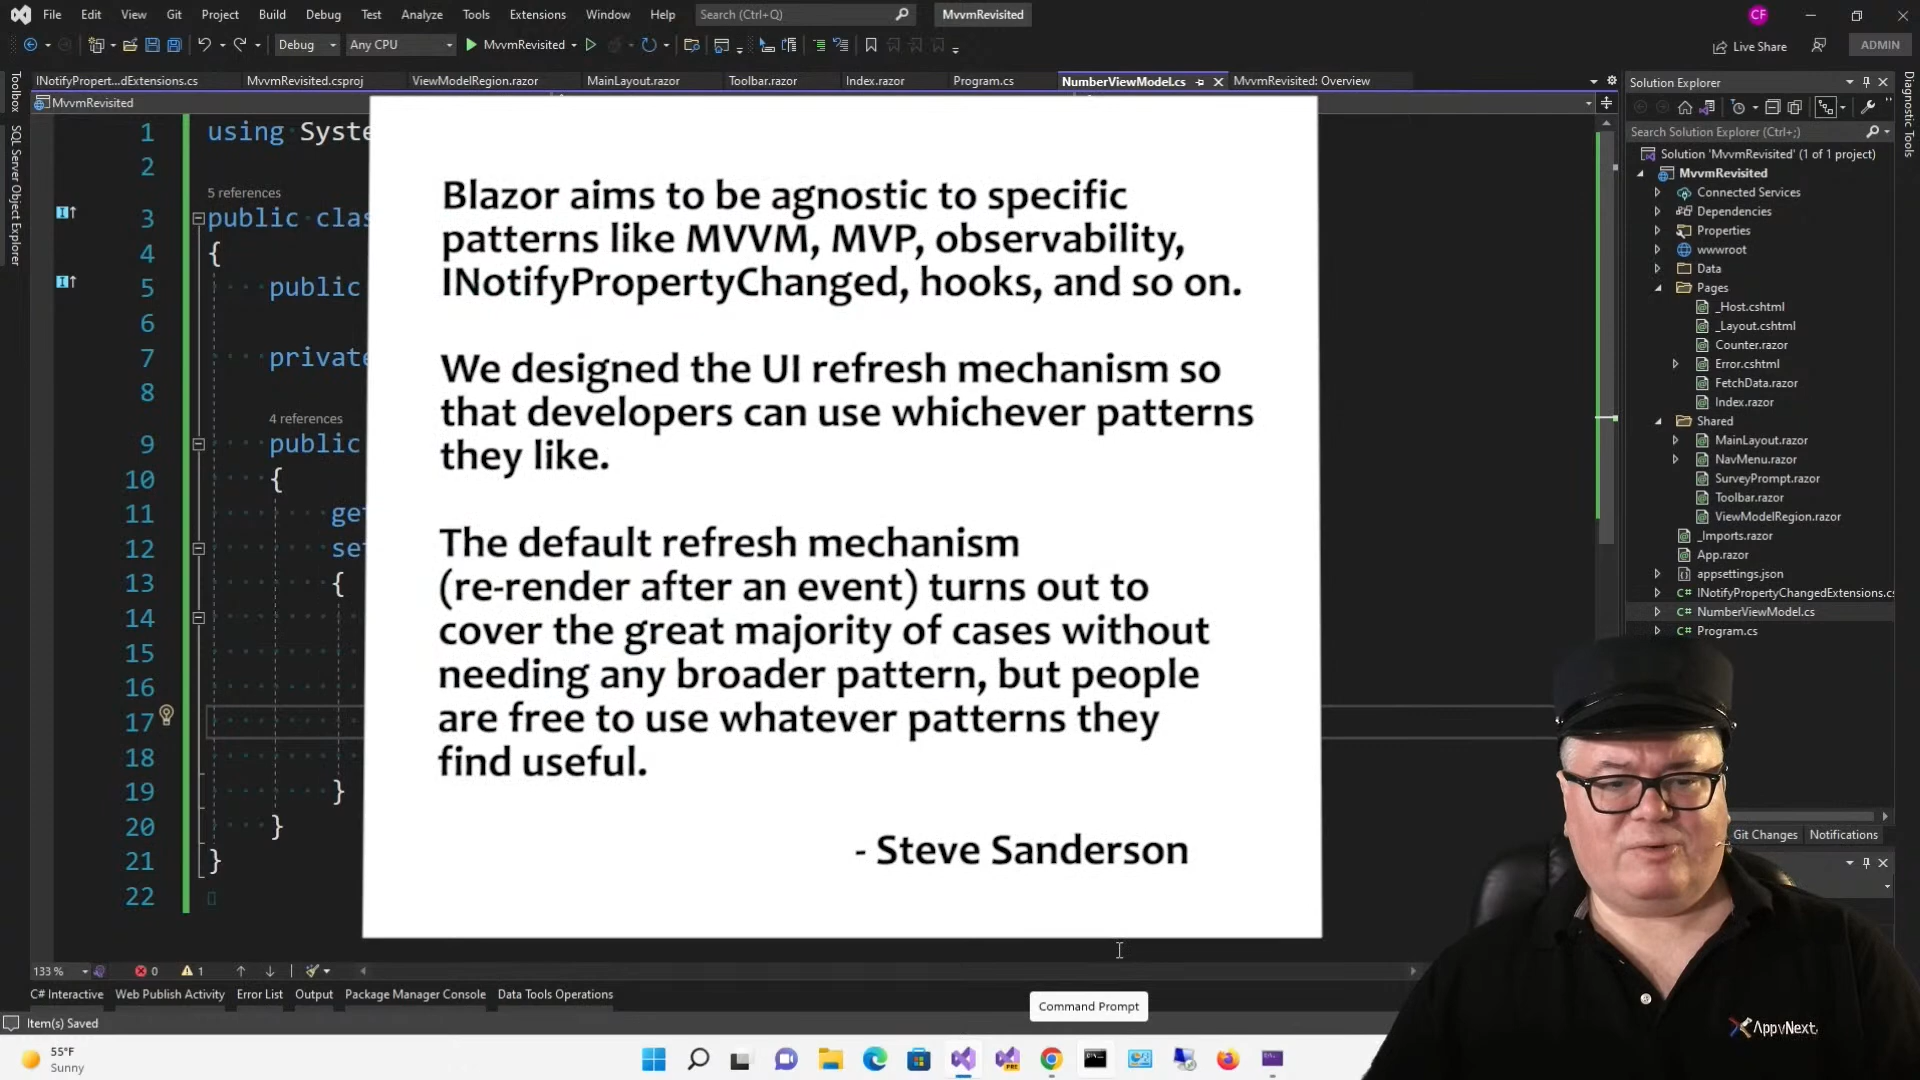 File Edit View Git Project Build Debug Test Analyze Tools Extensions Window Help Search (Ctrl+Q) MvvmRevisited CF
Debug Any CPU MvvmRevisited Live Share ADMIN
INotifyPropert...dExtensions.cs MvvmRevisited.csproj ViewModelRegion.razor MainLayout.razor Toolbar.razor Index.razor Program.cs NumberViewModel.cs MvvmRevisited: Overview
MvvmRevisited
Toolbox
SQL Server Object Explorer
1 using Syste
2
5 references
3 public clas
4 {
5 public
6
7 private
8
4 references
9 public
10 {
11 get
12 set
13 {
14
15
16
17
18
19 }
20 }
21 }
22
Blazor aims to be agnostic to specific
patterns like MVVM, MVP, observability,
INotifyPropertyChanged, hooks, and so on.
We designed the UI refresh mechanism so
that developers can use whichever patterns
they like.
The default refresh mechanism
(re-render after an event) turns out to
cover the great majority of cases without
needing any broader pattern, but people
are free to use whatever patterns they
find useful.
- Steve Sanderson
Solution Explorer
Search Solution Explorer (Ctrl+;)
Solution 'MvvmRevisited' (1 of 1 project)
MvvmRevisited
Connected Services
Dependencies
Properties
wwwroot
Data
Pages
_Host.cshtml
_Layout.cshtml
Counter.razor
Error.cshtml
FetchData.razor
Index.razor
Shared
MainLayout.razor
NavMenu.razor
SurveyPrompt.razor
Toolbar.razor
ViewModelRegion.razor
_Imports.razor
App.razor
appsettings.json
C# INotifyPropertyChangedExtensions.cs
C# NumberViewModel.cs
C# Program.cs
Git Changes Notifications
Diagnostic Tools
133 % 0 1
C# Interactive Web Publish Activity Error List Output Package Manager Console Data Tools Operations
Command Prompt
Item(s) Saved
AppvNext
55°F
Sunny